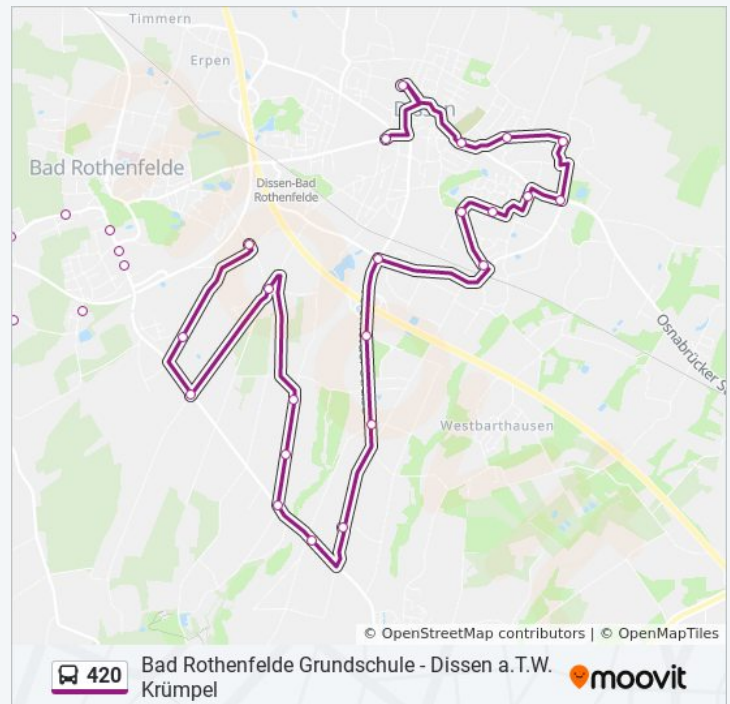 Timmern
Erpen
Bad Rothenfelde
Dissen-Bad
Rothenfelde
Osnabrücker
Westbarthausen
© OpenStreetMap contributors | © OpenMapTiles
420
Bad Rothenfelde Grundschule - Dissen a.T.W.
Krümpel
moovit